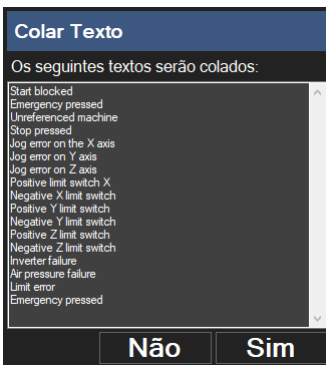 Colar Texto
Os seguintes textos serão colados:
Start blocked
Emergency pressed
Unreferenced machine
Stop pressed
Jog error on the X axis
Jog error on Y axis
Jog error on Z axis
Positive limit switch X
Negative X limit switch
Positive Y limit switch
Negative Y limit switch
Positive Z limit switch
Negative Z limit switch
Inverter failure
Air pressure failure
Limit error
Emergency pressed
Não
Sim